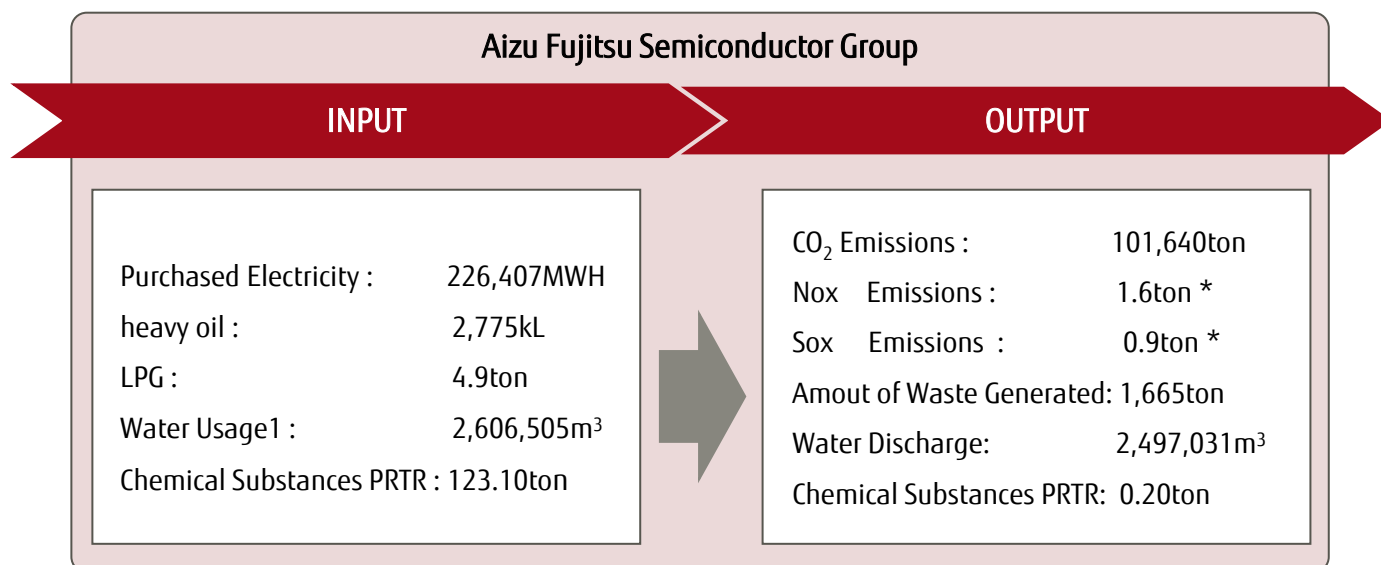 Aizu Fujitsu Semiconductor Group
INPUT
OUTPUT
Purchased Electricity : 226,407MWH
heavy oil : 2,775kL
LPG : 4.9ton
Water Usage1 : 2,606,505m³
Chemical Substances PRTR : 123.10ton
CO₂ Emissions : 101,640ton
Nox Emissions : 1.6ton *
Sox Emissions : 0.9ton *
Amout of Waste Generated: 1,665ton
Water Discharge: 2,497,031m³
Chemical Substances PRTR: 0.20ton